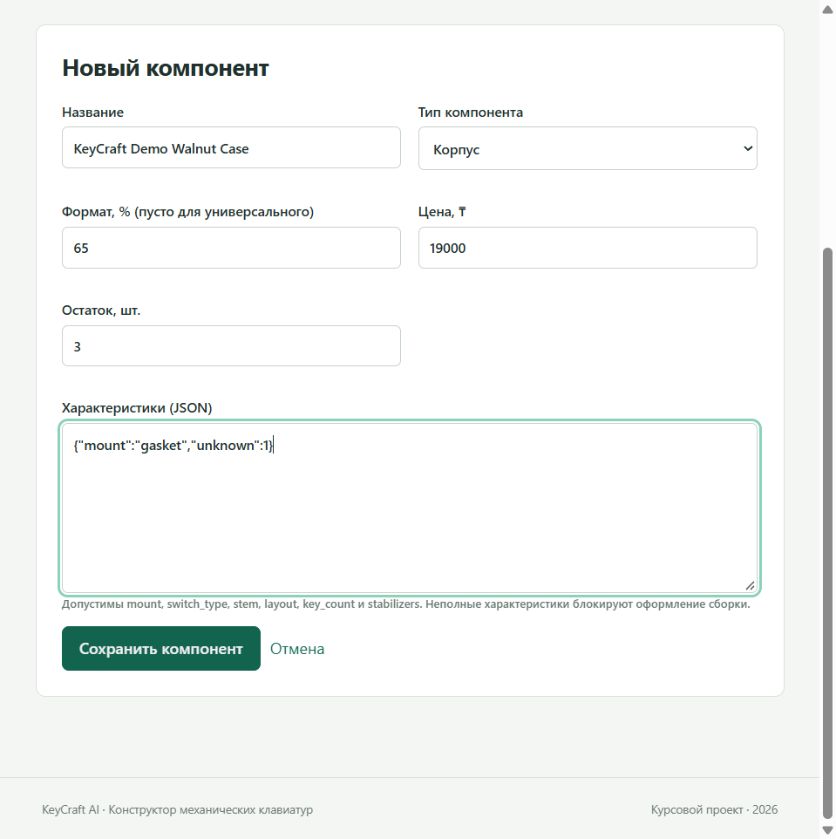 Новый компонент
Название
Тип компонента
KeyCraft Demo Walnut Case
Корпус
Формат, % (пусто для универсального)
Цена, ₸
65
19000
Остаток, шт.
3
Характеристики (JSON)
{"mount":"gasket","unknown":1}
Допустимы mount, switch_type, stem, layout, key_count и stabilizers. Неполные характеристики блокируют оформление сборки.
Сохранить компонент
Отмена
KeyCraft AI · Конструктор механических клавиатур
Курсовой проект · 2026